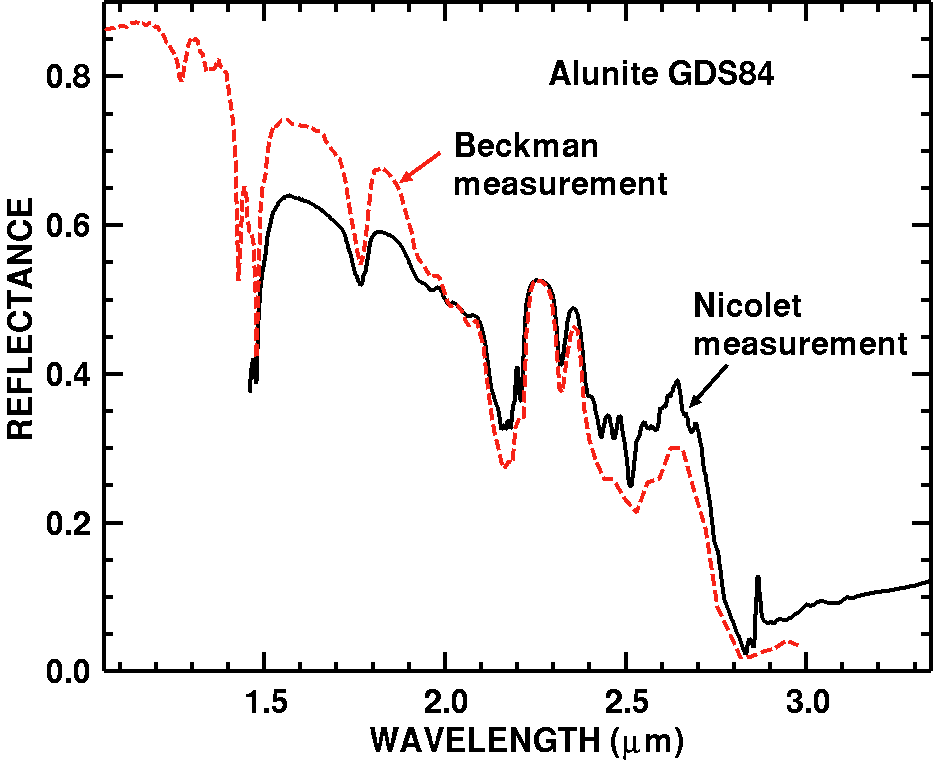 Alunite GDS84
Beckman
measurement
Nicolet
measurement
REFLECTANCE
0.8
0.6
0.4
0.2
0.0
1.5
2.0
2.5
3.0
WAVELENGTH (μm)